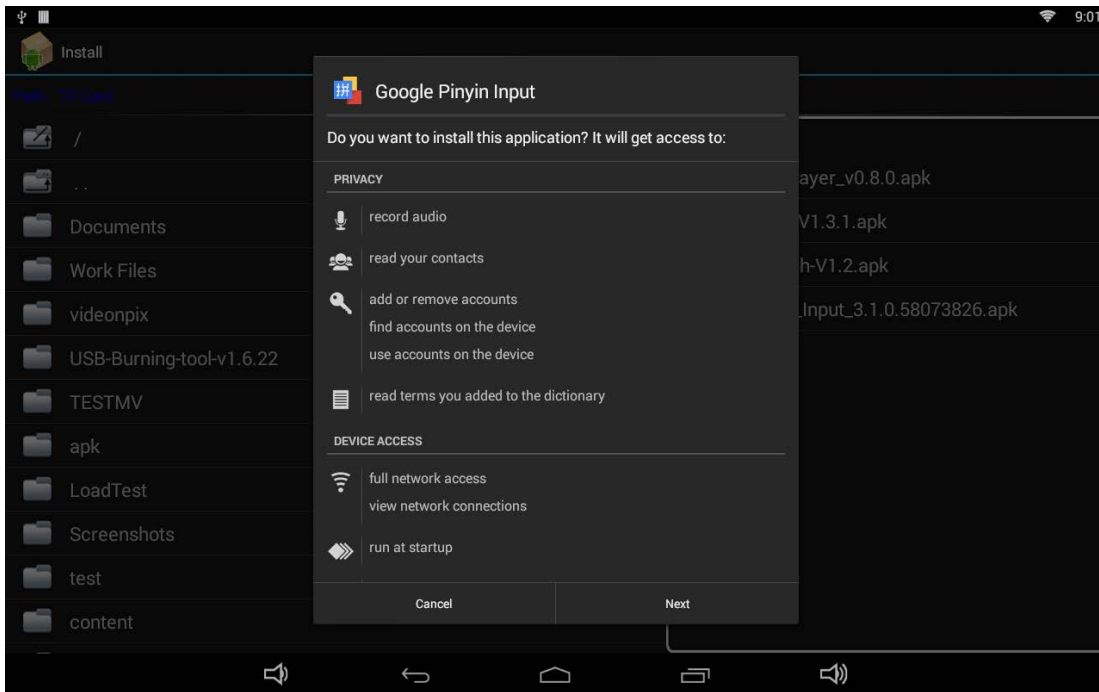 9:01
Install
Google Pinyin Input
Do you want to install this application? It will get access to:
PRIVACY
record audio
read your contacts
add or remove accounts
find accounts on the device
use accounts on the device
read terms you added to the dictionary
DEVICE ACCESS
full network access
view network connections
run at startup
Cancel
Next
/
..
Documents
Work Files
videonpix
USB-Burning-tool-v1.6.22
TESTMV
apk
LoadTest
Screenshots
test
content
ayer_v0.8.0.apk
V1.3.1.apk
h-V1.2.apk
_Input_3.1.0.58073826.apk